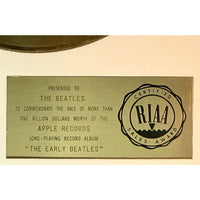 PRESENTED TO
THE BEATLES
TO COMMEMORATE THE SALE OF MORE THAN
ONE MILLION DOLLARS WORTH OF THE
APPLE RECORDS
LONG-PLAYING RECORD ALBUM
"THE EARLY BEATLES"
CERTIFIED
RIAA
SALES AWARD